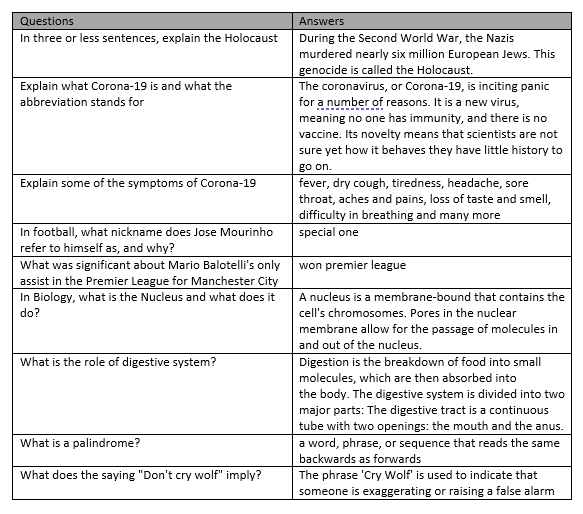 Questions Answers
In three or less sentences, explain the Holocaust
During the Second World War, the Nazis
murdered nearly six million European Jews. This
genocide is called the Holocaust.
Explain what Corona-19 is and what the
abbreviation stands for
The coronavirus, or Corona-19, is inciting panic
for a number of reasons. It is a new virus,
meaning no one has immunity, and there is no
vaccine. Its novelty means that scientists are not
sure yet how it behaves they have little history to
go on.
Explain some of the symptoms of Corona-19
fever, dry cough, tiredness, headache, sore
throat, aches and pains, loss of taste and smell,
difficulty in breathing and many more
In football, what nickname does Jose Mourinho
refer to himself as, and why?
special one
What was significant about Mario Balotelli's only
assist in the Premier League for Manchester City
won premier league
In Biology, what is the Nucleus and what does it
do?
A nucleus is a membrane-bound that contains the
cell's chromosomes. Pores in the nuclear
membrane allow for the passage of molecules in
and out of the nucleus.
What is the role of digestive system?
Digestion is the breakdown of food into small
molecules, which are then absorbed into
the body. The digestive system is divided into two
major parts: The digestive tract is a continuous
tube with two openings: the mouth and the anus.
What is a palindrome?
a word, phrase, or sequence that reads the same
backwards as forwards
What does the saying "Don't cry wolf" imply?
The phrase 'Cry Wolf' is used to indicate that
someone is exaggerating or raising a false alarm